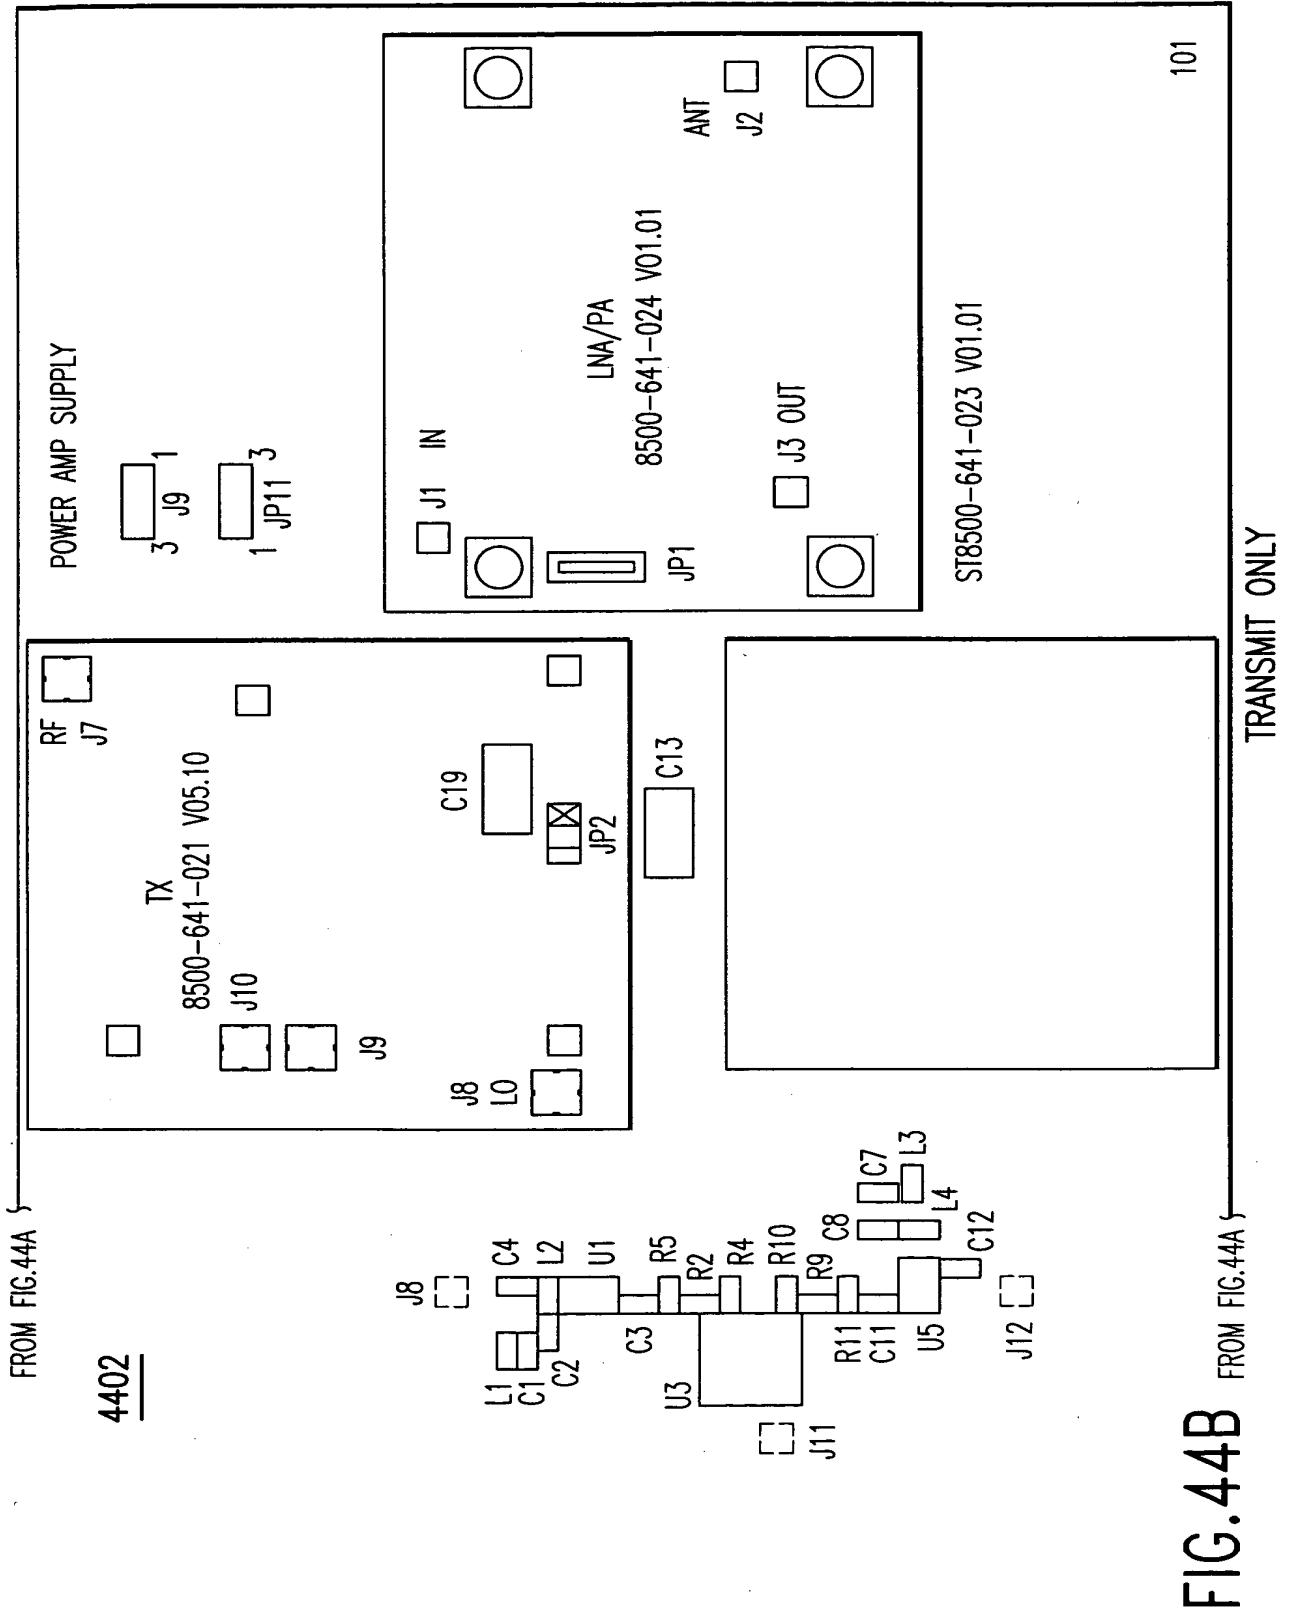 FROM FIG.44A
4402
POWER AMP SUPPLY
3
1
J9
1
3
JP11
RF
J7
TX
8500-641-021 V05.10
J10
J9
J8
LO
C19
JP2
C13
J1
IN
JP1
LNA/PA
8500-641-024 V01.01
ANT
J2
J3 OUT
ST8500-641-023 V01.01
101
J8
L1
C1
C2
C4
L2
U1
C3
R5
R2
R4
U3
J11
R10
R9
R11
C11
U5
C8
C7
L3
L4
C12
J12
FROM FIG.44A
TRANSMIT ONLY
FIG.44B